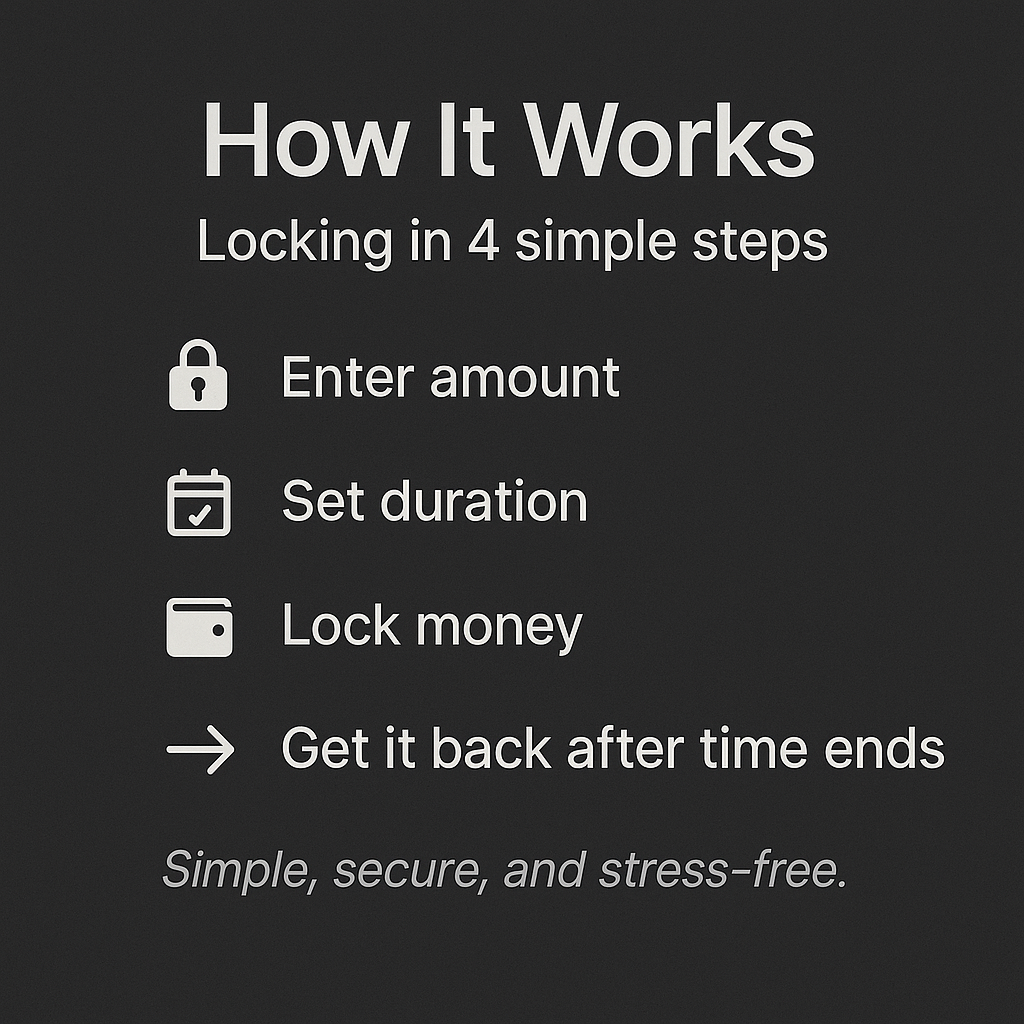 How It Works
Locking in 4 simple steps
Enter amount
Set duration
Lock money
Get it back after time ends
Simple, secure, and stress-free.